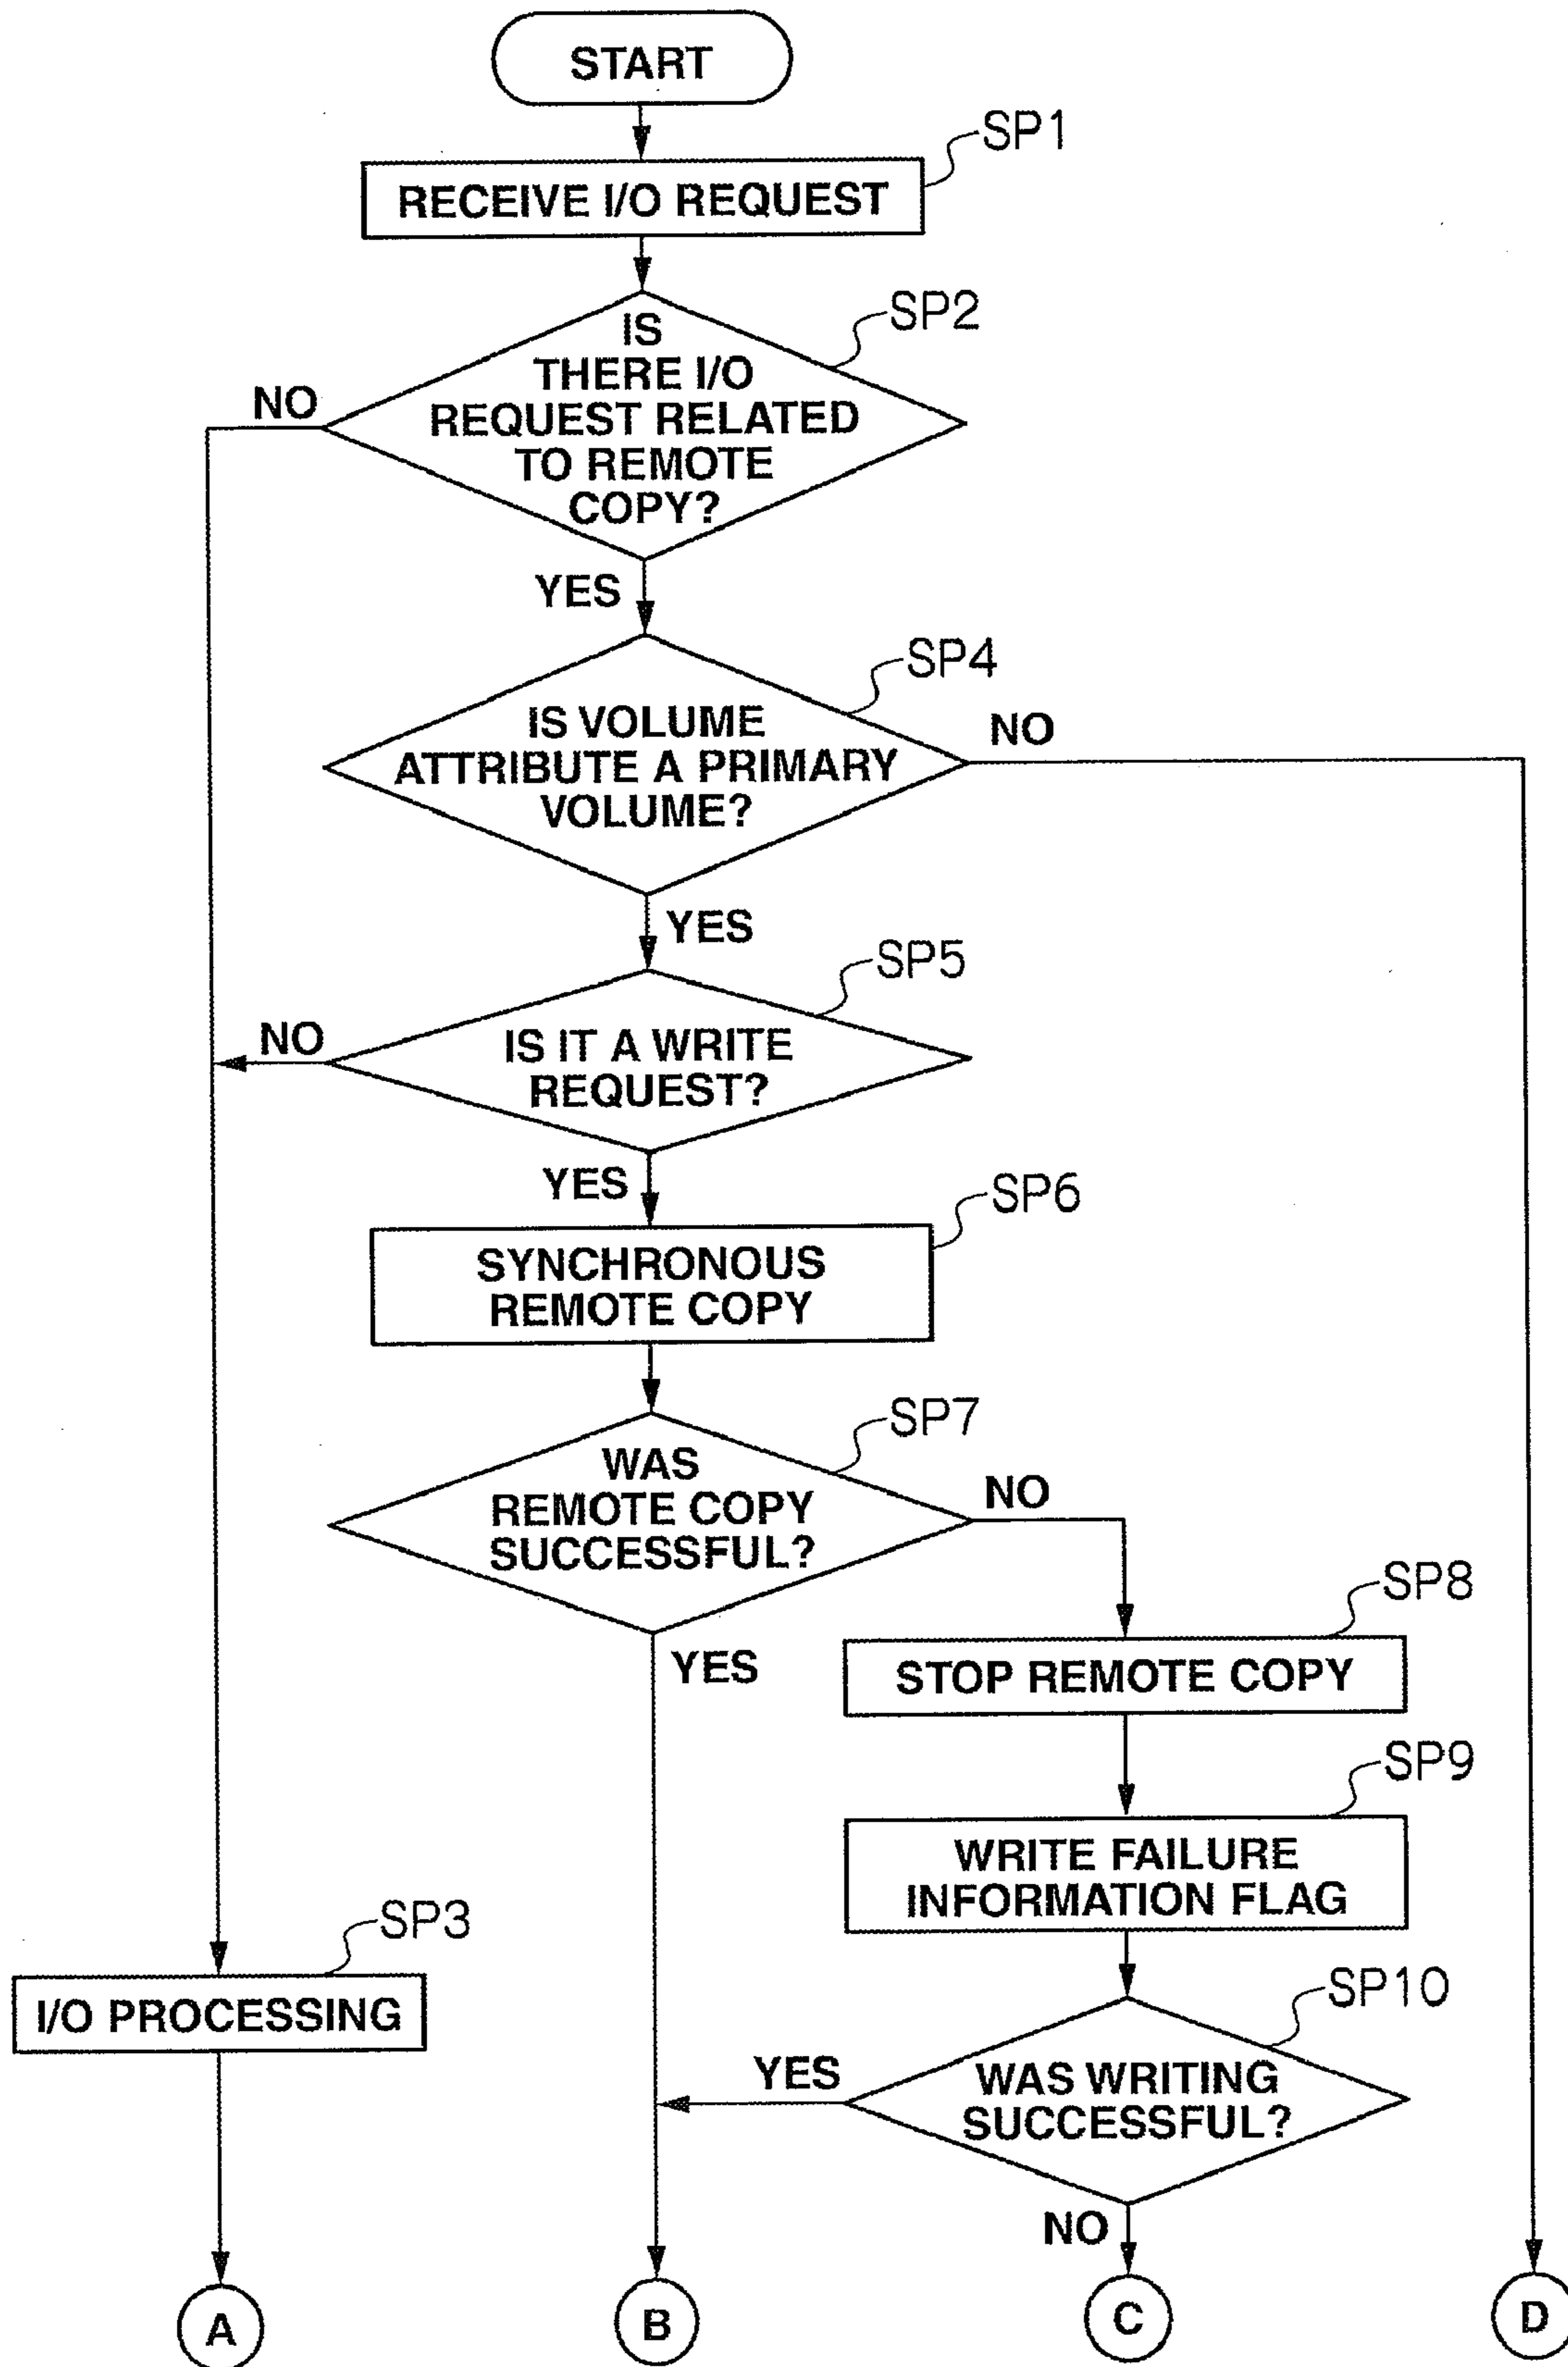 START
SP1
RECEIVE I/O REQUEST
SP2
IS
THERE I/O
REQUEST RELATED
TO REMOTE
COPY?
NO
YES
SP4
IS VOLUME
ATTRIBUTE A PRIMARY
VOLUME?
NO
YES
SP5
IS IT A WRITE
REQUEST?
NO
YES
SP6
SYNCHRONOUS
REMOTE COPY
SP7
WAS
REMOTE COPY
SUCCESSFUL?
NO
YES
SP8
STOP REMOTE COPY
SP9
WRITE FAILURE
INFORMATION FLAG
SP3
I/O PROCESSING
SP10
WAS WRITING
SUCCESSFUL?
YES
NO
A
B
C
D